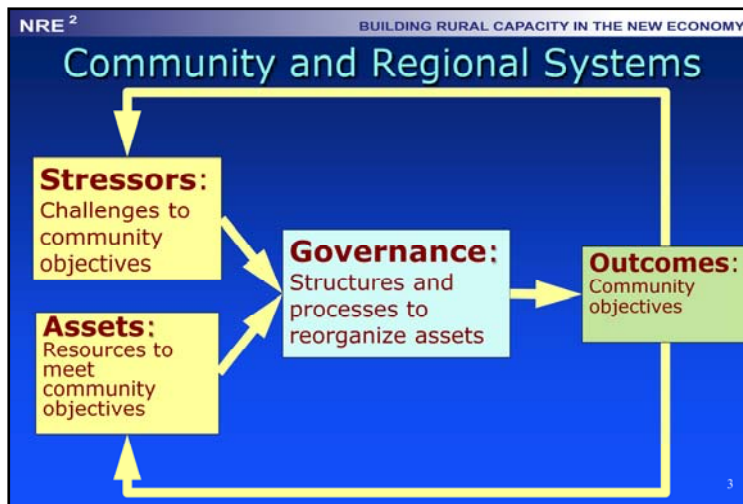 NRE ²
BUILDING RURAL CAPACITY IN THE NEW ECONOMY
Community and Regional Systems
Stressors:
Challenges to
community
objectives
Assets:
Resources to
meet
community
objectives
Governance:
Structures and
processes to
reorganize assets
Outcomes:
Community
objectives
3